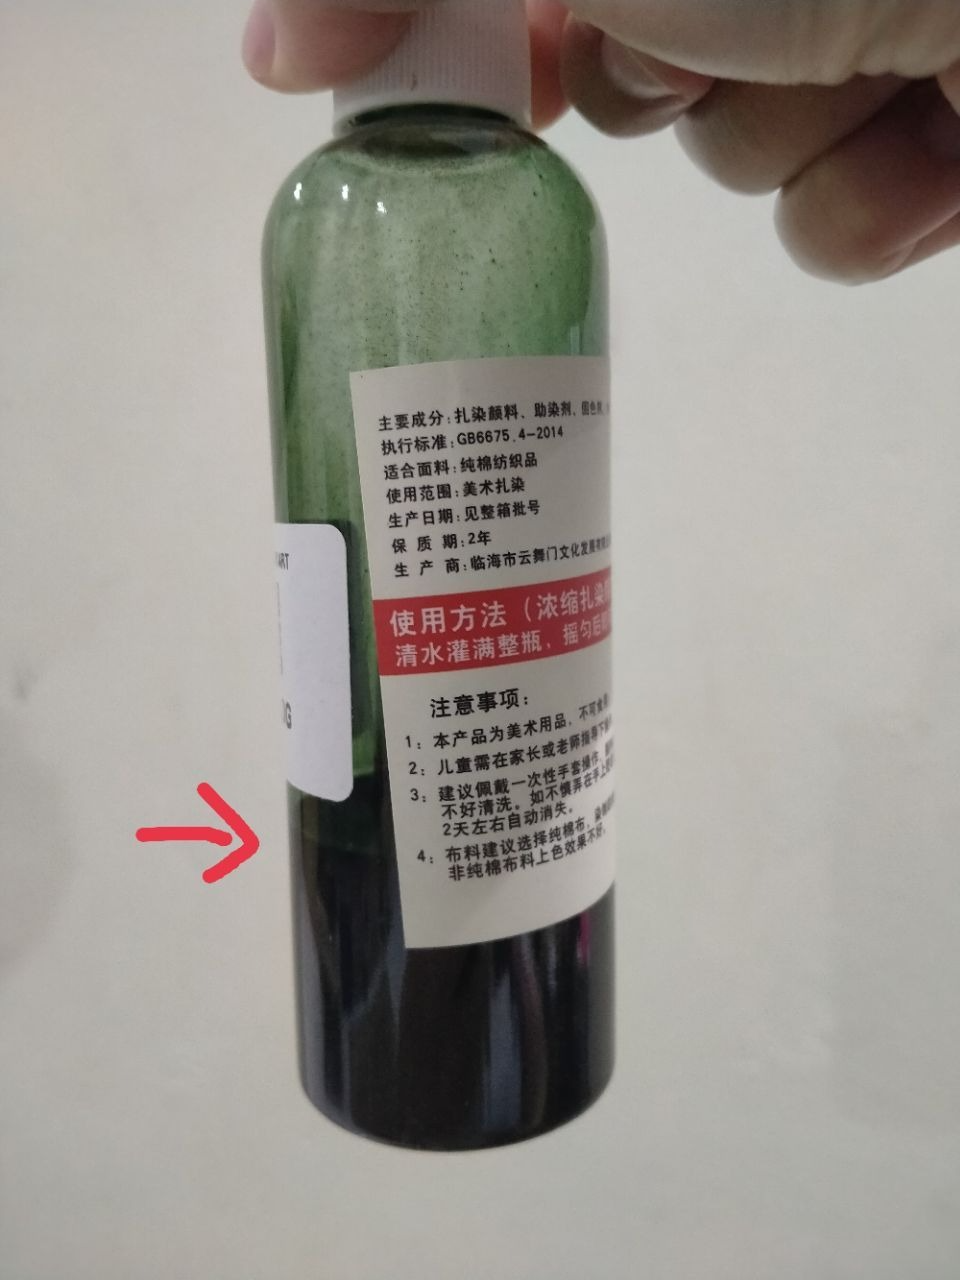 主要成分:扎染颜料、助染剂、固色剂、
执行标准:GB6675.4-2014
适合面料:纯棉纺织品
使用范围:美术扎染
生产日期:见整箱批号
保 质 期:2年
生 产 商:临海市云舞门文化发展有限
ART
使用方法（浓缩扎染
清水灌满整瓶，摇匀后
NG
注意事项:
1: 本产品为美术用品，不可食用
2: 儿童需在家长或老师指导下
3: 建议佩戴一次性手套操作，
不好清洗。如不慎弄在手上
2天左右自动消失。
4: 布料建议选择纯棉布、
非纯棉布料上色效果不好。